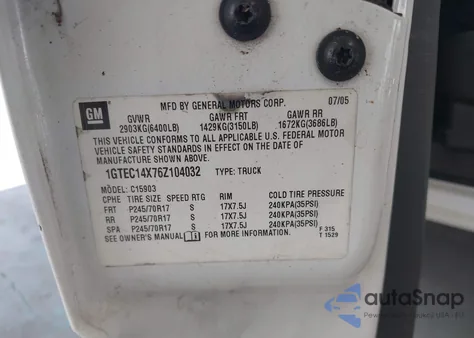 MFD BY GENERAL MOTORS CORP. 07/05
GM
GVWR GAWR FRT GAWR RR
2903KG(6400LB) 1429KG(3150LB) 1672KG(3686LB)
THIS VEHICLE CONFORMS TO ALL APPLICABLE U.S. FEDERAL MOTOR
VEHICLE SAFETY STANDARDS IN EFFECT ON THE DATE OF
MANUFACTURE SHOWN ABOVE.
1GTEC14X76Z104032 TYPE: TRUCK
MODEL: C15903
CPHE TIRE SIZE SPEED RTG RIM COLD TIRE PRESSURE
FRT P245/70R17 S 17X7.5J 240KPA(35PSI)
RR P245/70R17 S 17X7.5J 240KPA(35PSI)
SPA P245/70R17 S 17X7.5J 240KPA(35PSI)
SEE OWNER'S MANUAL FOR MORE INFORMATION.
F 315
T 1529
autoSnap